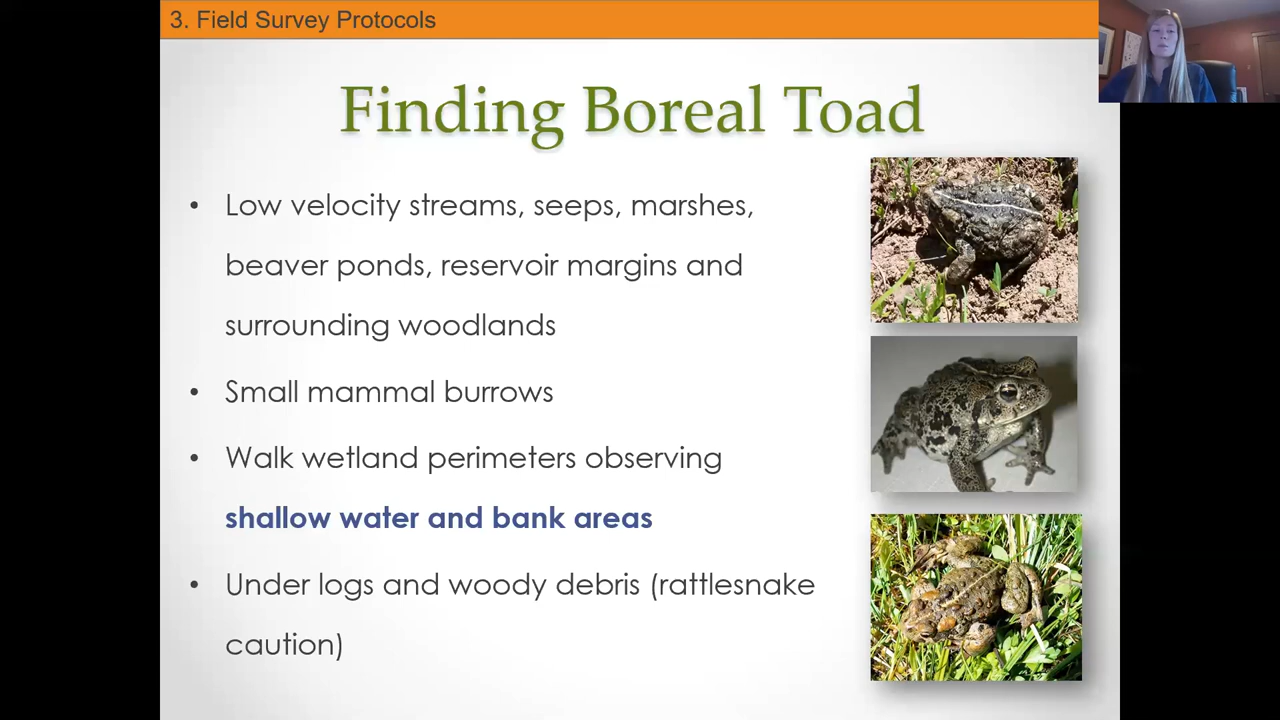 3. Field Survey Protocols
Finding Boreal Toad
• Low velocity streams, seeps, marshes,
beaver ponds, reservoir margins and
surrounding woodlands
• Small mammal burrows
• Walk wetland perimeters observing
shallow water and bank areas
• Under logs and woody debris (rattlesnake
caution)